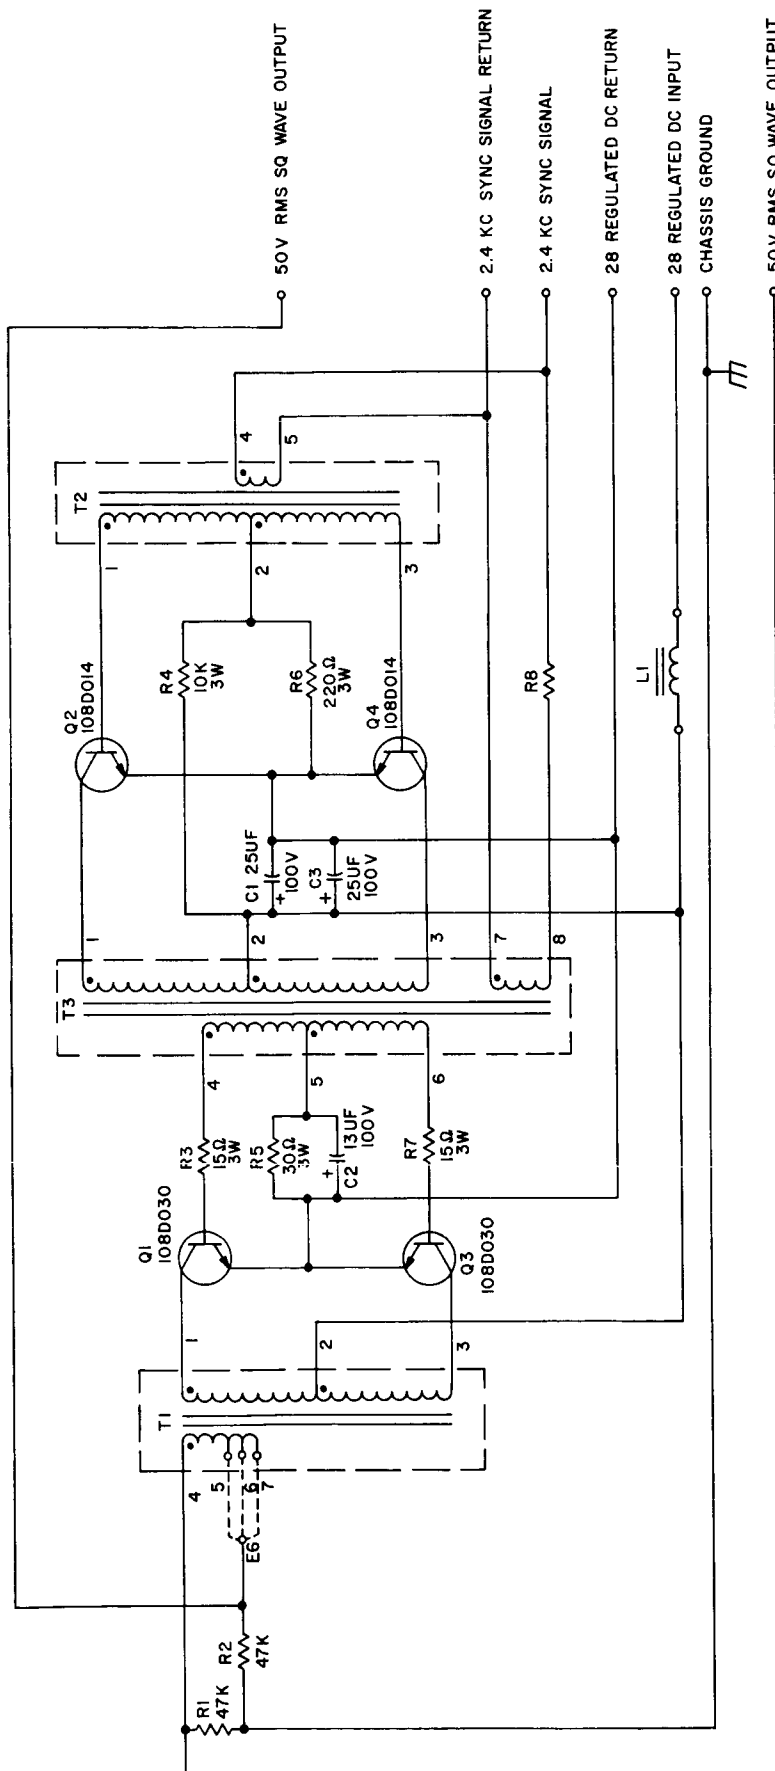 50V RMS SQ WAVE OUTPUT
2.4 KC SYNC SIGNAL RETURN
2.4 KC SYNC SIGNAL
28 REGULATED DC RETURN
28 REGULATED DC INPUT
CHASSIS GROUND
50V RMS SQ WAVE OUTPUT
T2
4
5
1
2
3
Q2
108D014
R4
10K
3W
R6
220Ω
3W
Q4
108D014
R8
L1
C1 25UF
+100V
C3
+
25UF
100V
T3
1
2
3
7
8
4
5
6
R3
15Ω
3W
R5
30Ω
3W
+
13UF
100V
C2
R7
15Ω
3W
Q1
108D030
Q3
108D030
T1
1
2
3
4
5
6
7
E6
R2
47K
R1
47K